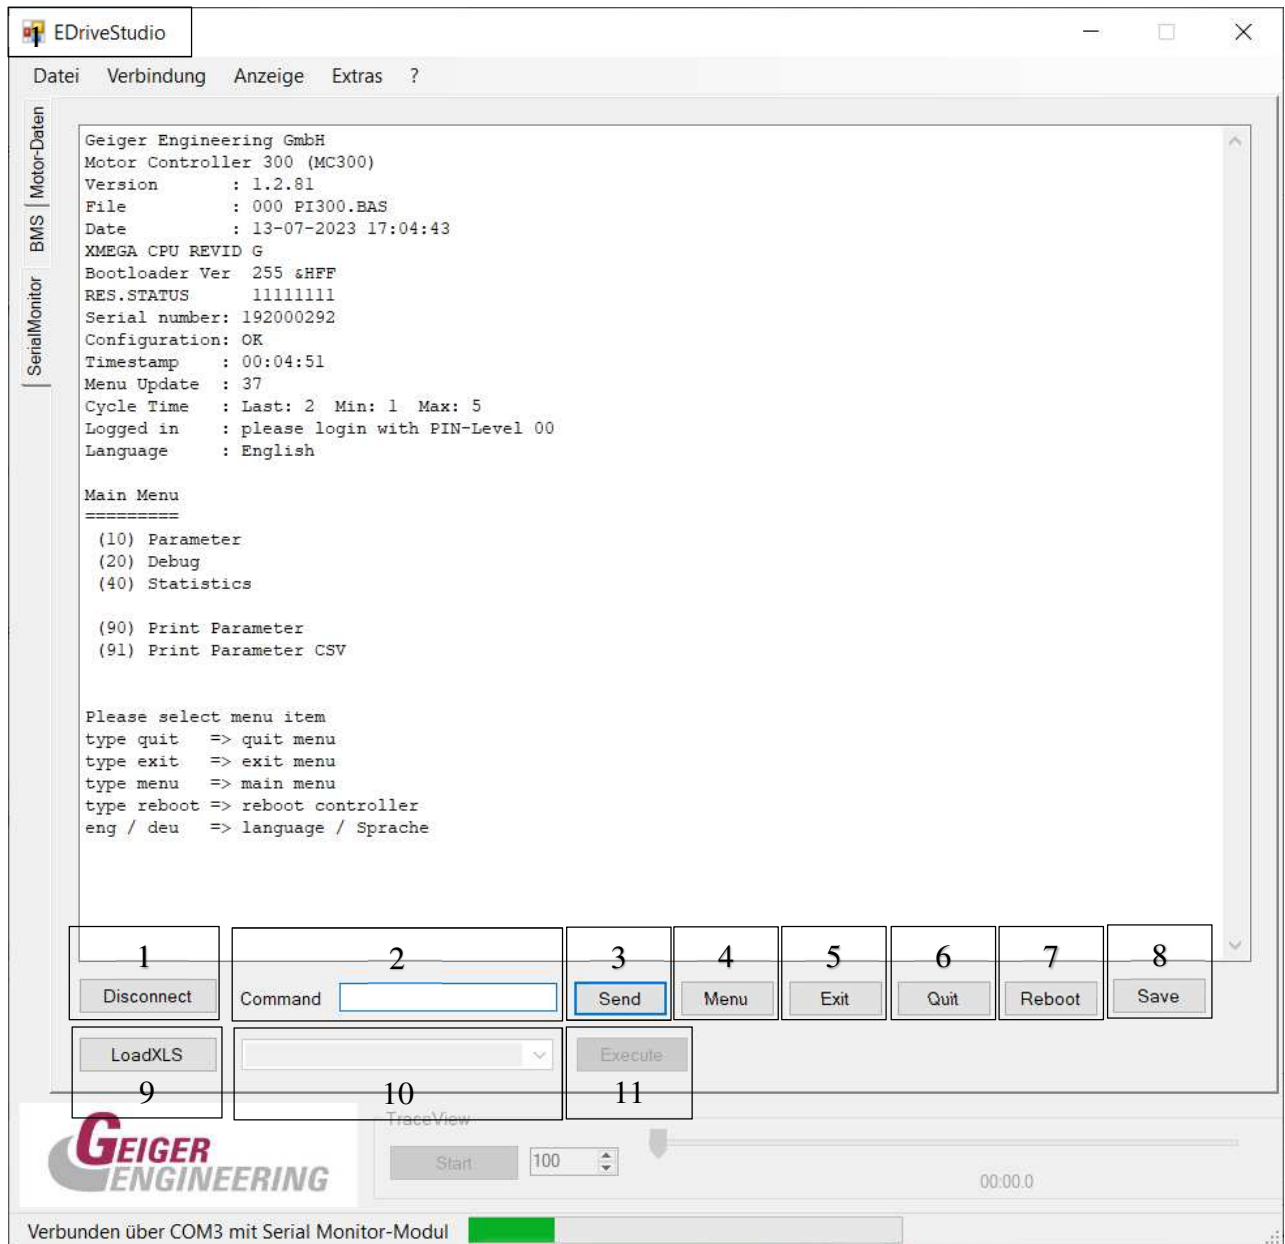 1 EDriveStudio
Datei Verbindung Anzeige Extras ?
Motor-Daten
BMS
SerialMonitor
Geiger Engineering GmbH
Motor Controller 300 (MC300)
Version : 1.2.81
File : 000 PI300.BAS
Date : 13-07-2023 17:04:43
XMEGA CPU REVID G
Bootloader Ver 255 &HFF
RES.STATUS 11111111
Serial number: 192000292
Configuration: OK
Timestamp : 00:04:51
Menu Update : 37
Cycle Time : Last: 2 Min: 1 Max: 5
Logged in : please login with PIN-Level 00
Language : English
Main Menu
=========
(10) Parameter
(20) Debug
(40) Statistics
(90) Print Parameter
(91) Print Parameter CSV
Please select menu item
type quit => quit menu
type exit => exit menu
type menu => main menu
type reboot => reboot controller
eng / deu => language / Sprache
1 2 3 4 5 6 7 8
Disconnect Command Send Menu Exit Quit Reboot Save
LoadXLS Execute
9 10 11
TraceView
GEIGER
ENGINEERING
Start 100
00:00.0
Verbunden über COM3 mit Serial Monitor-Modul